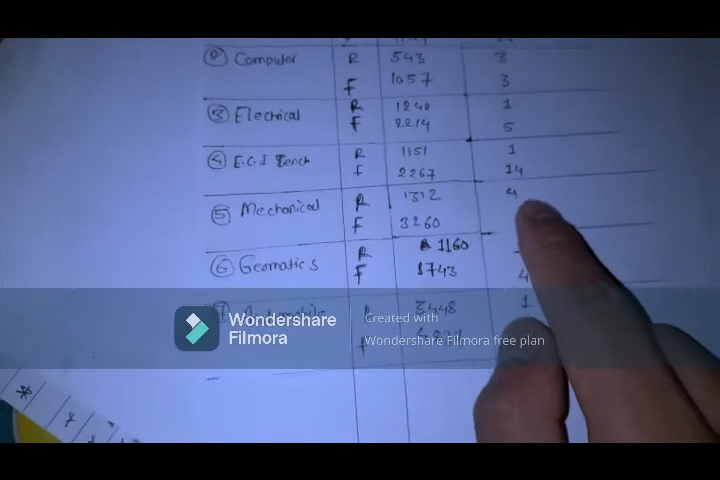 ② Computer R 543 3
F 1057 3
③ Electrical R 1240 1
F 2214 5
④ E.C.I R 1151 1
F 2267 14
⑤ Mechanical R 1312 4
F 3260
⑥ Geomatics R 1160
F 1743 4
3448 1
Wondershare
Filmora
Created with
Wondershare Filmora free plan